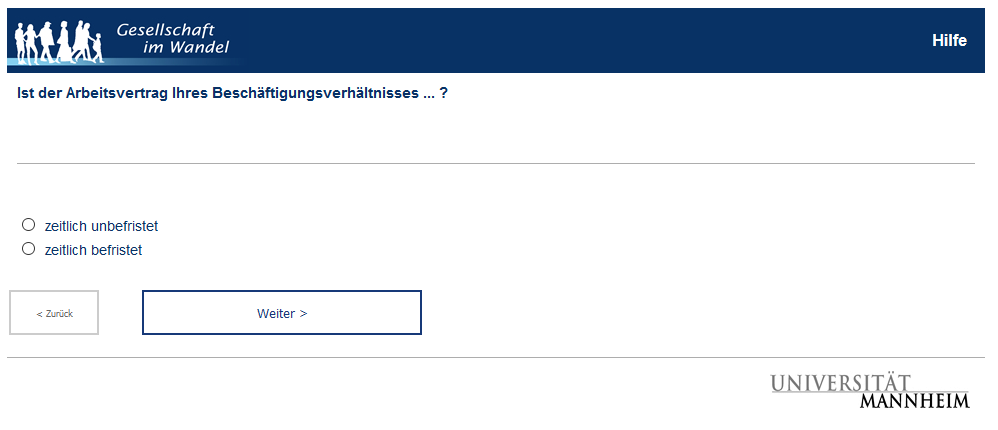 Gesellschaft
im Wandel
Hilfe
Ist der Arbeitsvertrag Ihres Beschäftigungsverhältnisses ... ?
zeitlich unbefristet
zeitlich befristet
< Zurück
Weiter >
UNIVERSITÄT
MANNHEIM